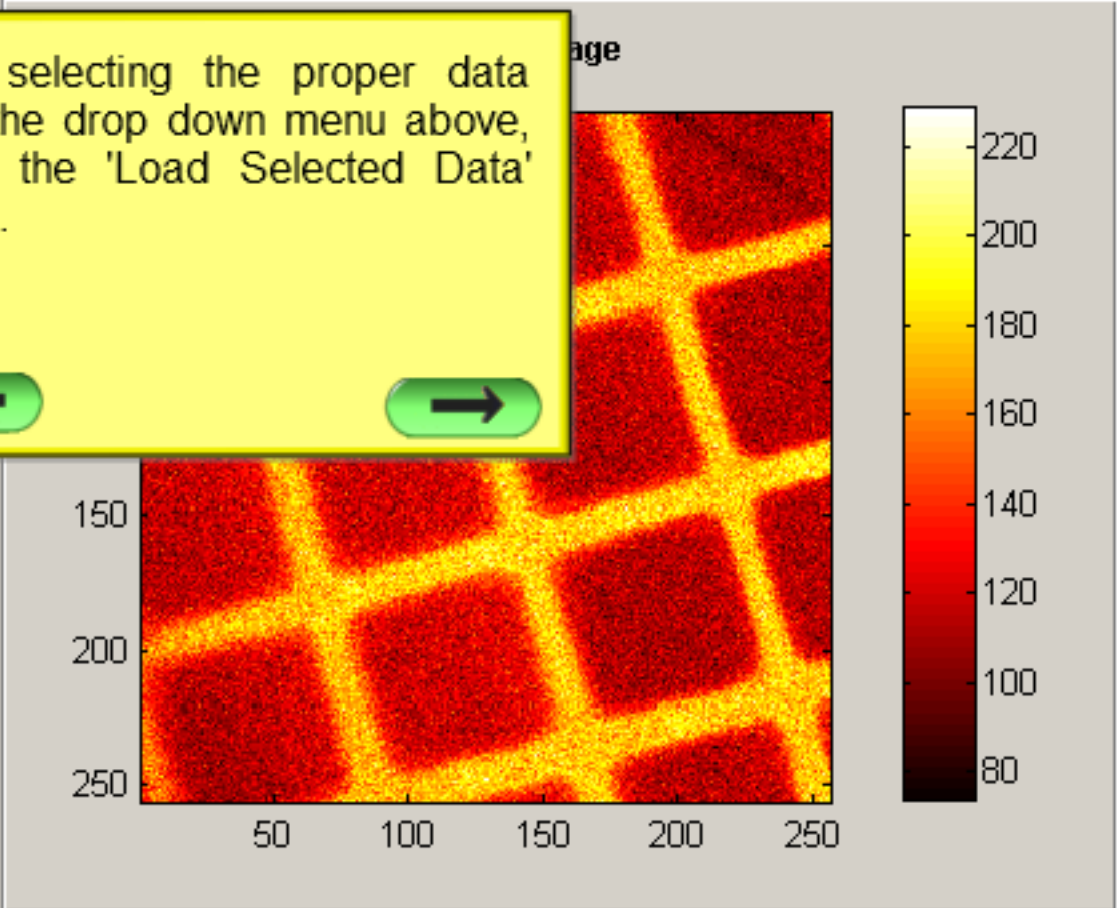 selecting the proper data
he drop down menu above,
the 'Load Selected Data'
.
age
220
200
180
160
140
120
100
80
150
200
250
50 100 150 200 250